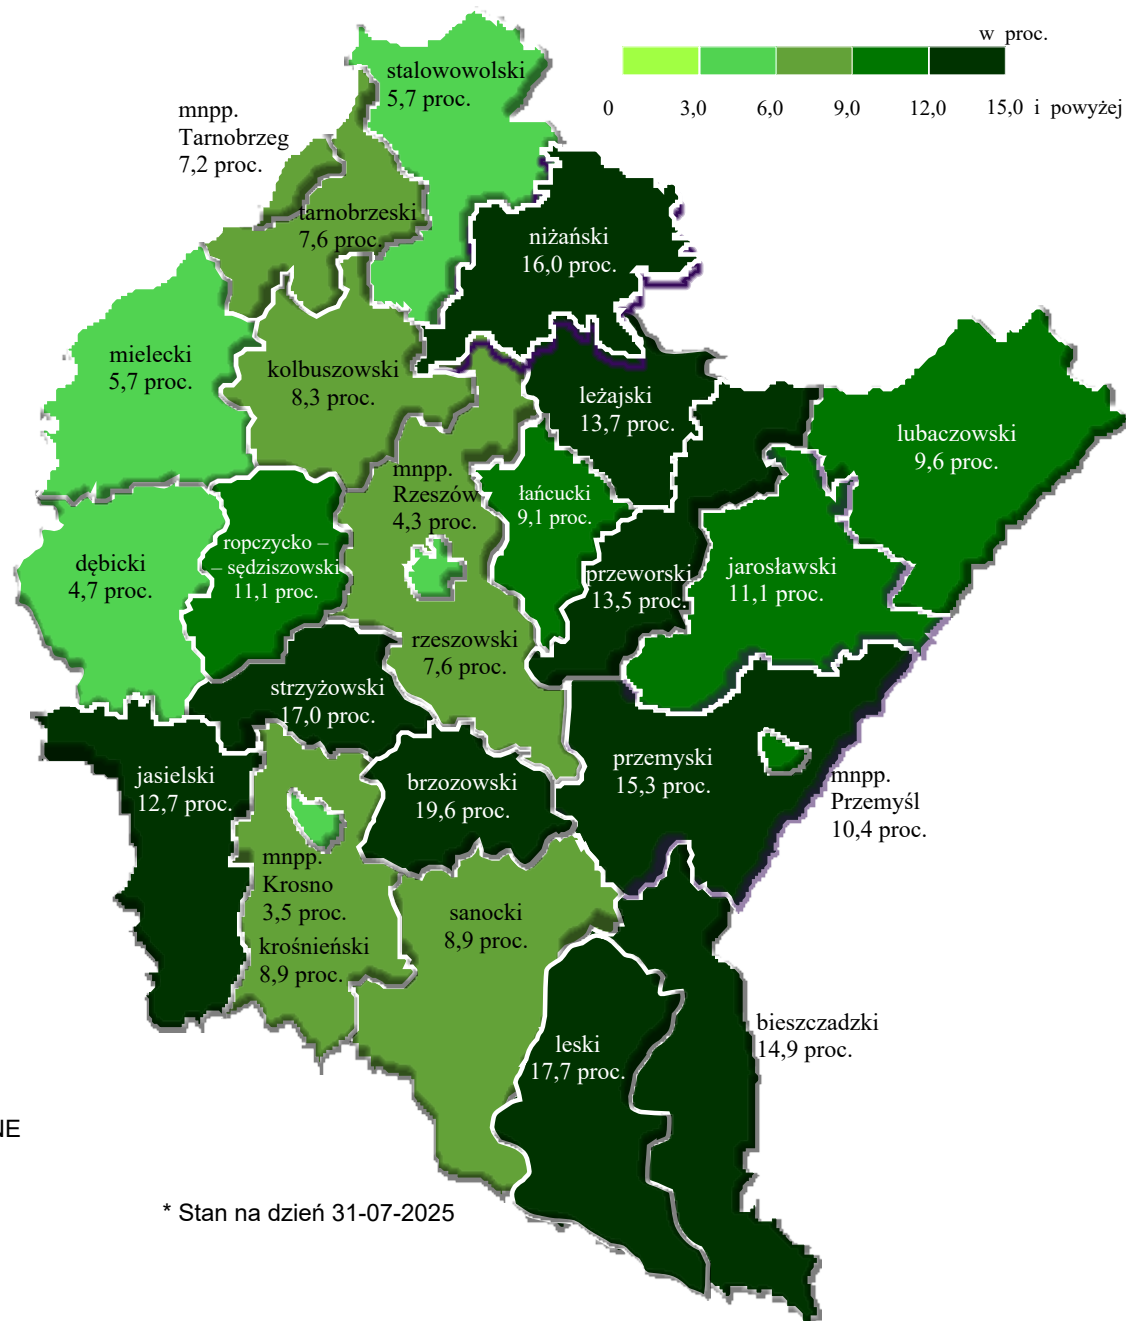 w proc.
0 3,0 6,0 9,0 12,0 15,0 i powyżej
stalowowolski
5,7 proc.
mnpp.
Tarnobrzeg
7,2 proc.
tarnobrzeski
7,6 proc.
niżański
16,0 proc.
mielecki
5,7 proc.
kolbuszowski
8,3 proc.
leżajski
13,7 proc.
lubaczowski
9,6 proc.
mnpp.
Rzeszów
4,3 proc.
łańcucki
9,1 proc.
dębicki
4,7 proc.
ropczycko –
– sędziszowski
11,1 proc.
przeworski
13,5 proc.
jarosławski
11,1 proc.
rzeszowski
7,6 proc.
strzyżowski
17,0 proc.
jasielski
12,7 proc.
brzozowski
19,6 proc.
przemyski
15,3 proc.
mnpp.
Przemyśl
10,4 proc.
mnpp.
Krosno
3,5 proc.
krośnieński
8,9 proc.
sanocki
8,9 proc.
leski
17,7 proc.
bieszczadzki
14,9 proc.
NE
* Stan na dzień 31-07-2025